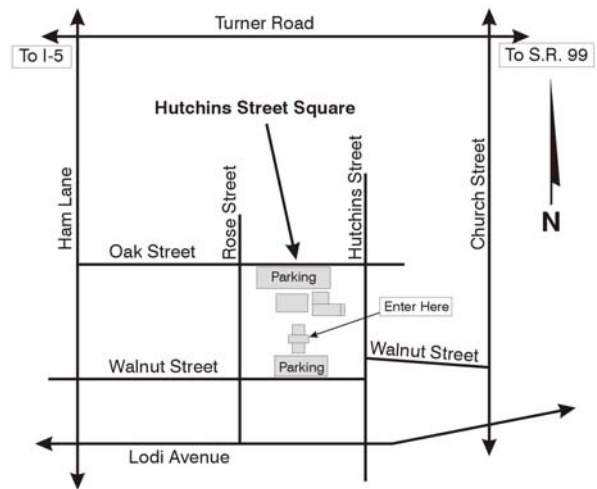 Turner Road
To I-5
To S.R. 99
Hutchins Street Square
Ham Lane
Rose Street
Hutchins Street
Church Street
N
Oak Street
Parking
Enter Here
Walnut Street
Walnut Street
Parking
Lodi Avenue